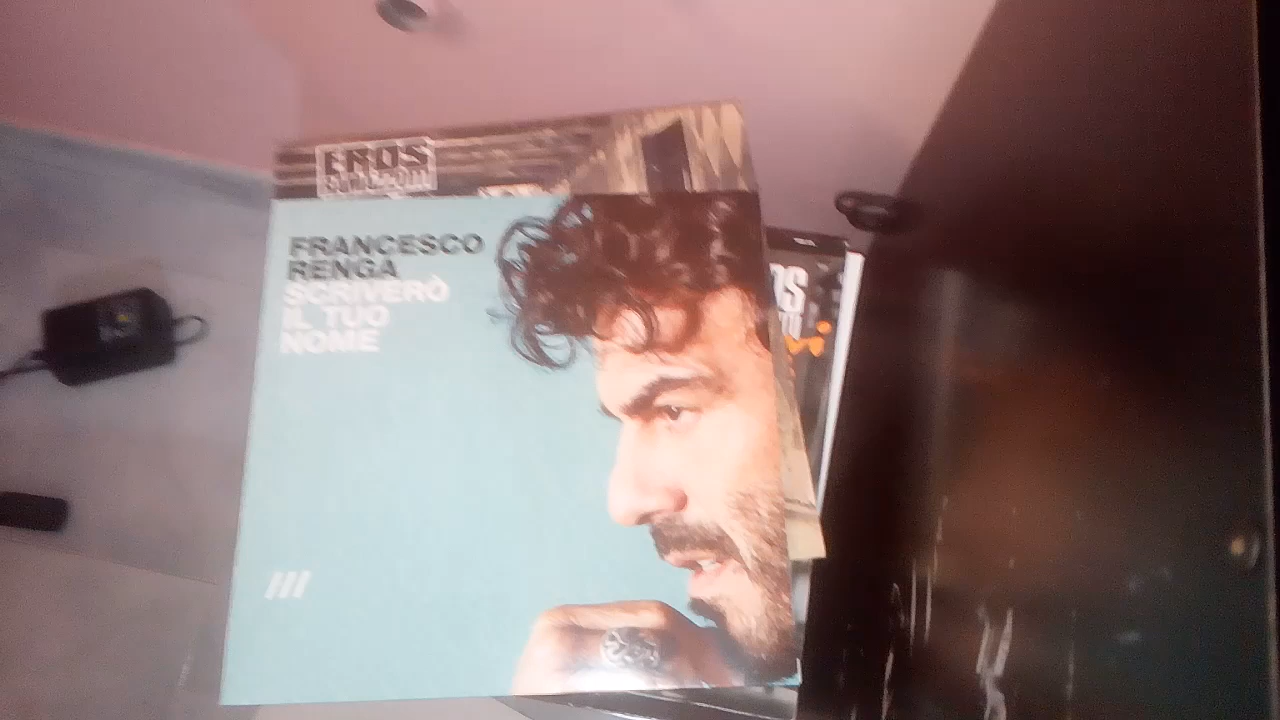 EROS
FRANCESCO
RENGA
SCRIVERÒ
IL TUO
NOME